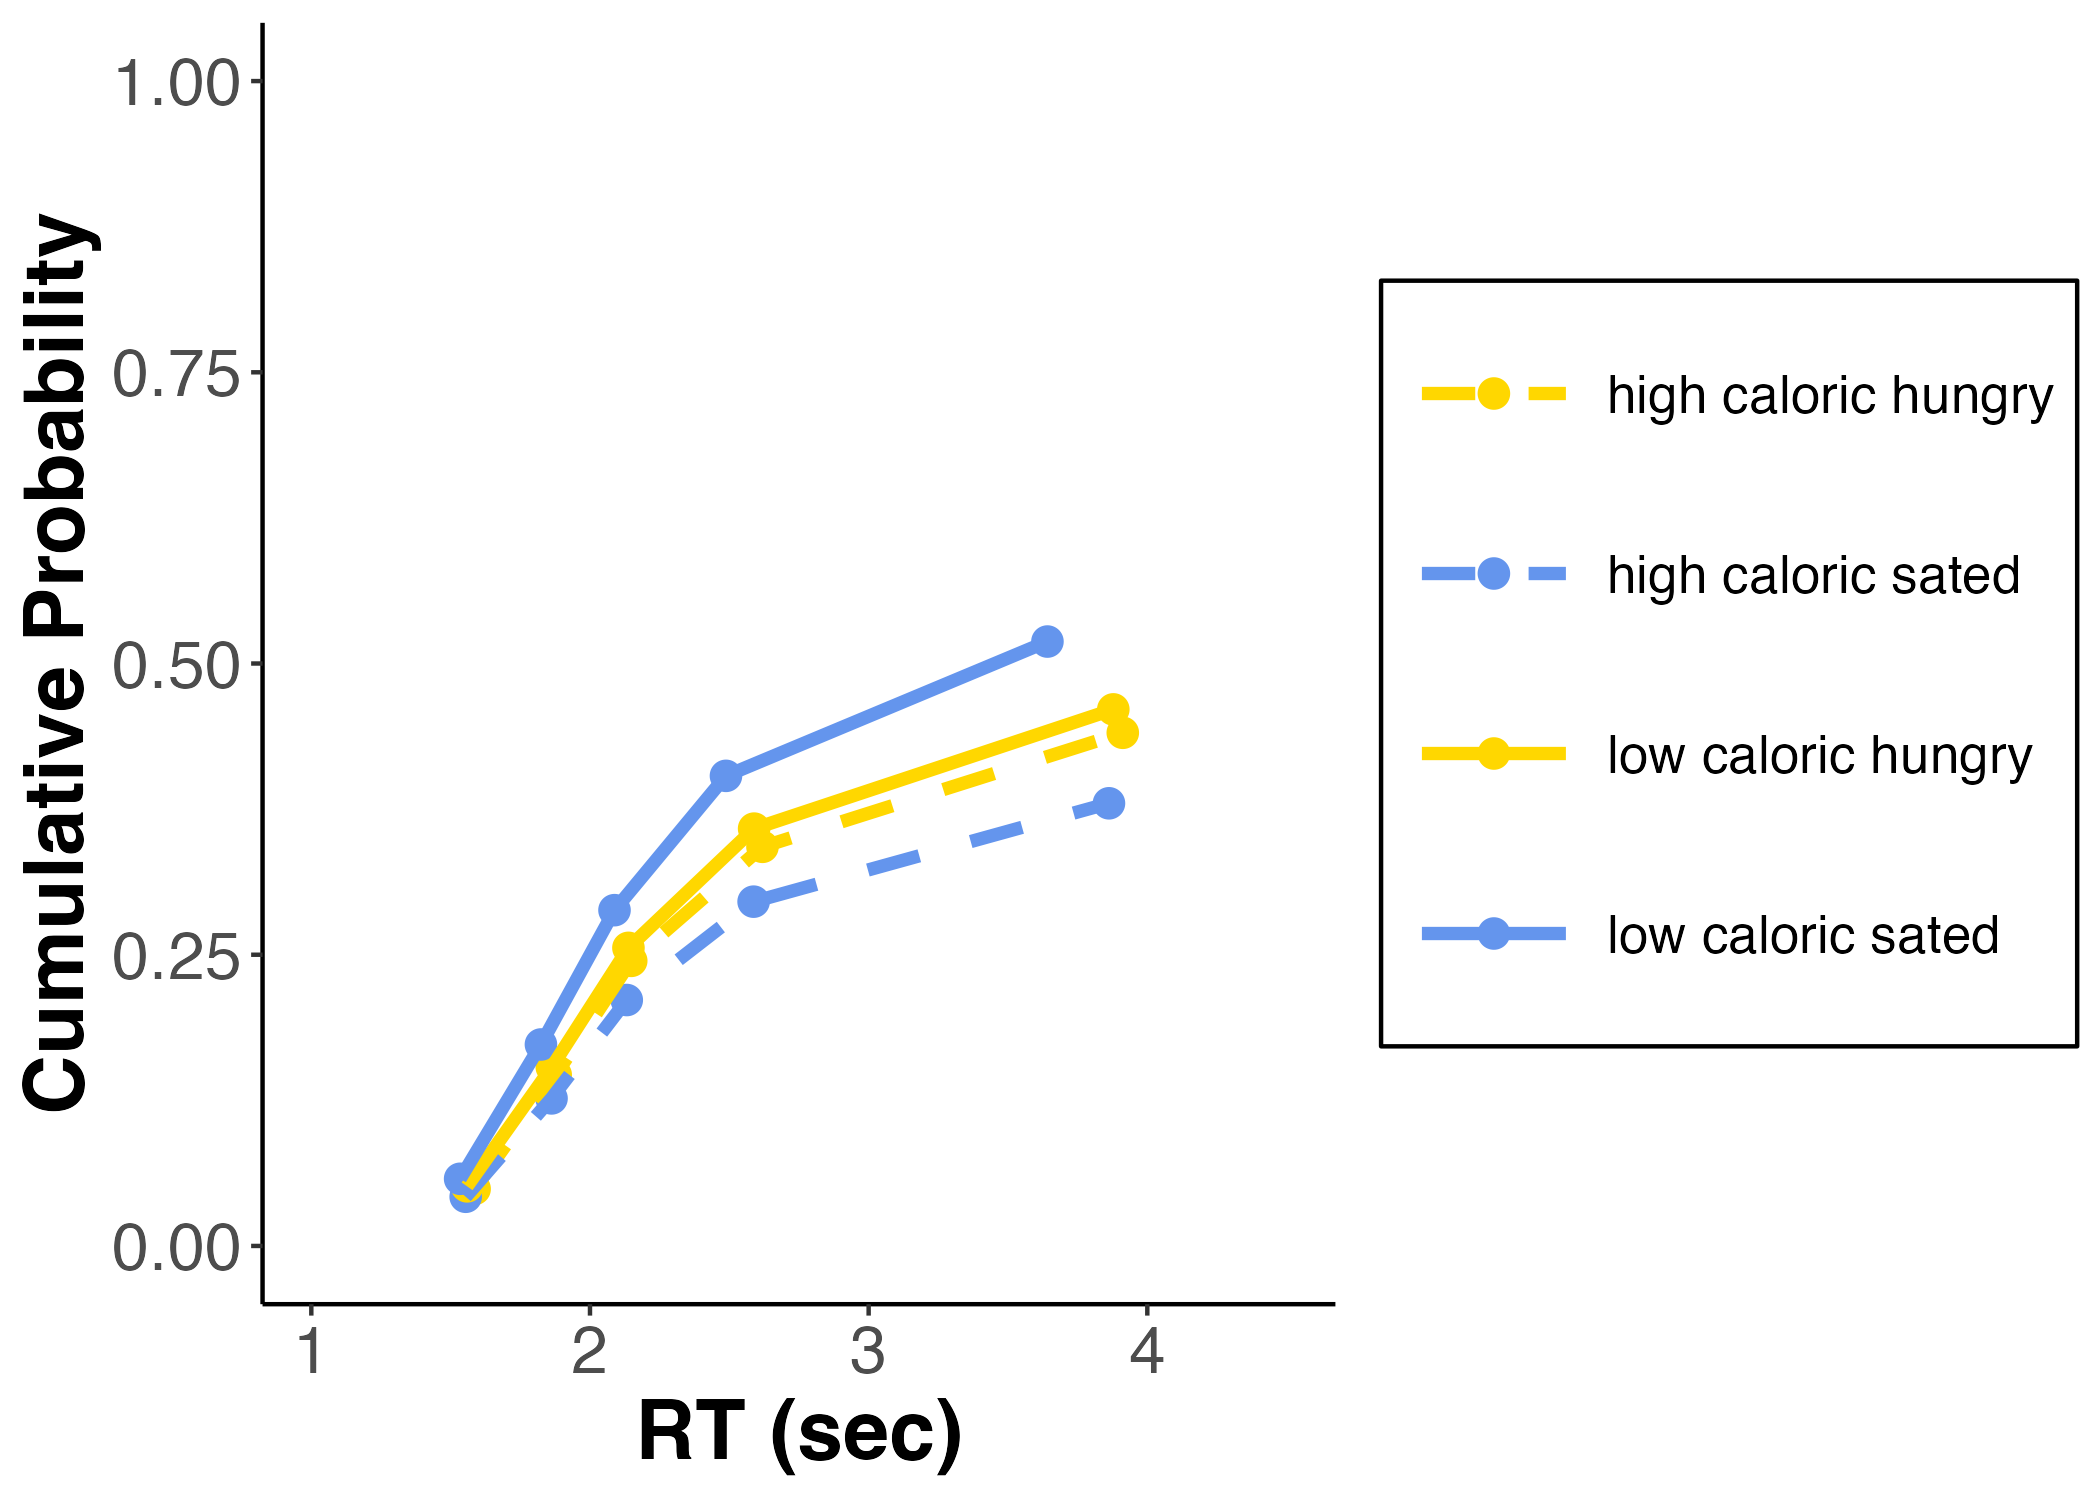 Cumulative Probability
1.00
0.75
0.50
0.25
0.00
1 2 3 4
RT (sec)
high caloric hungry
high caloric sated
low caloric hungry
low caloric sated